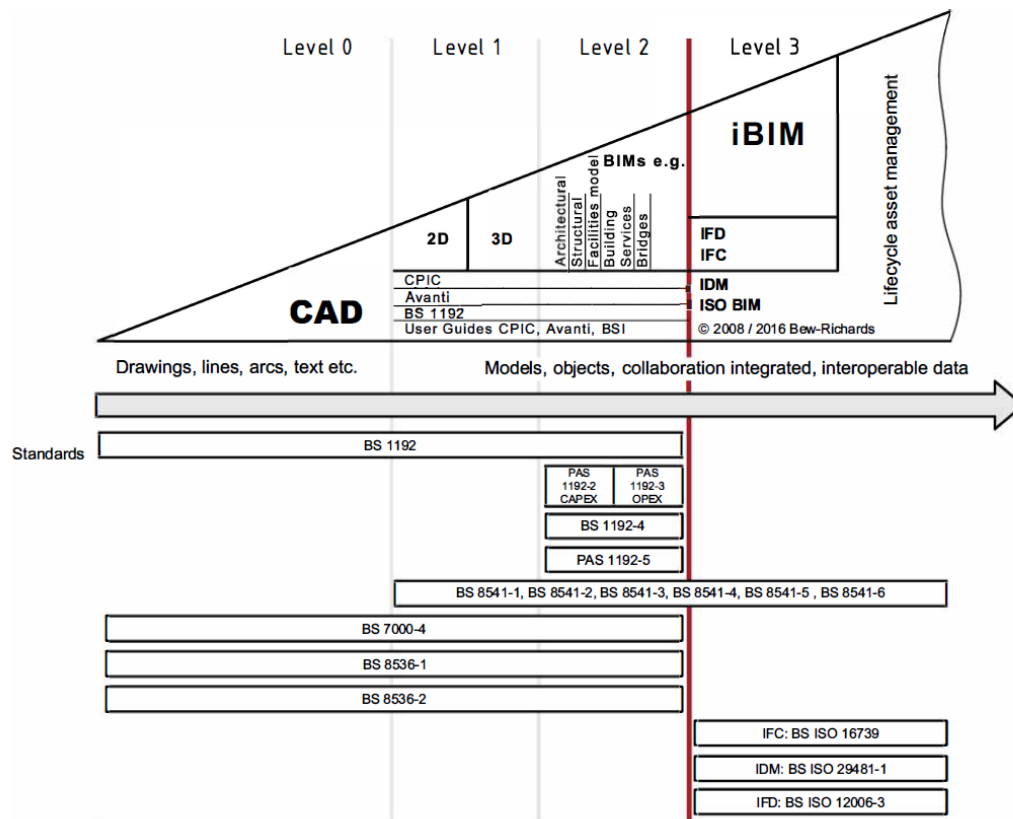 Level 0
Level 1
Level 2
Level 3
iBIM
BIMs e.g.
Lifecycle asset management
2D
3D
Architectural
Structural
Facilities model
Building
Services
Bridges
IFD
IFC
CAD
CPIC
Avanti
BS 1192
User Guides CPIC, Avanti, BSI
IDM
ISO BIM
© 2008 / 2016 Bew-Richards
Drawings, lines, arcs, text etc.
Models, objects, collaboration integrated, interoperable data
Standards
BS 1192
PAS
1192-2
CAPEX
PAS
1192-3
OPEX
BS 1192-4
PAS 1192-5
BS 8541-1, BS 8541-2, BS 8541-3, BS 8541-4, BS 8541-5 , BS 8541-6
BS 7000-4
BS 8536-1
BS 8536-2
IFC: BS ISO 16739
IDM: BS ISO 29481-1
IFD: BS ISO 12006-3